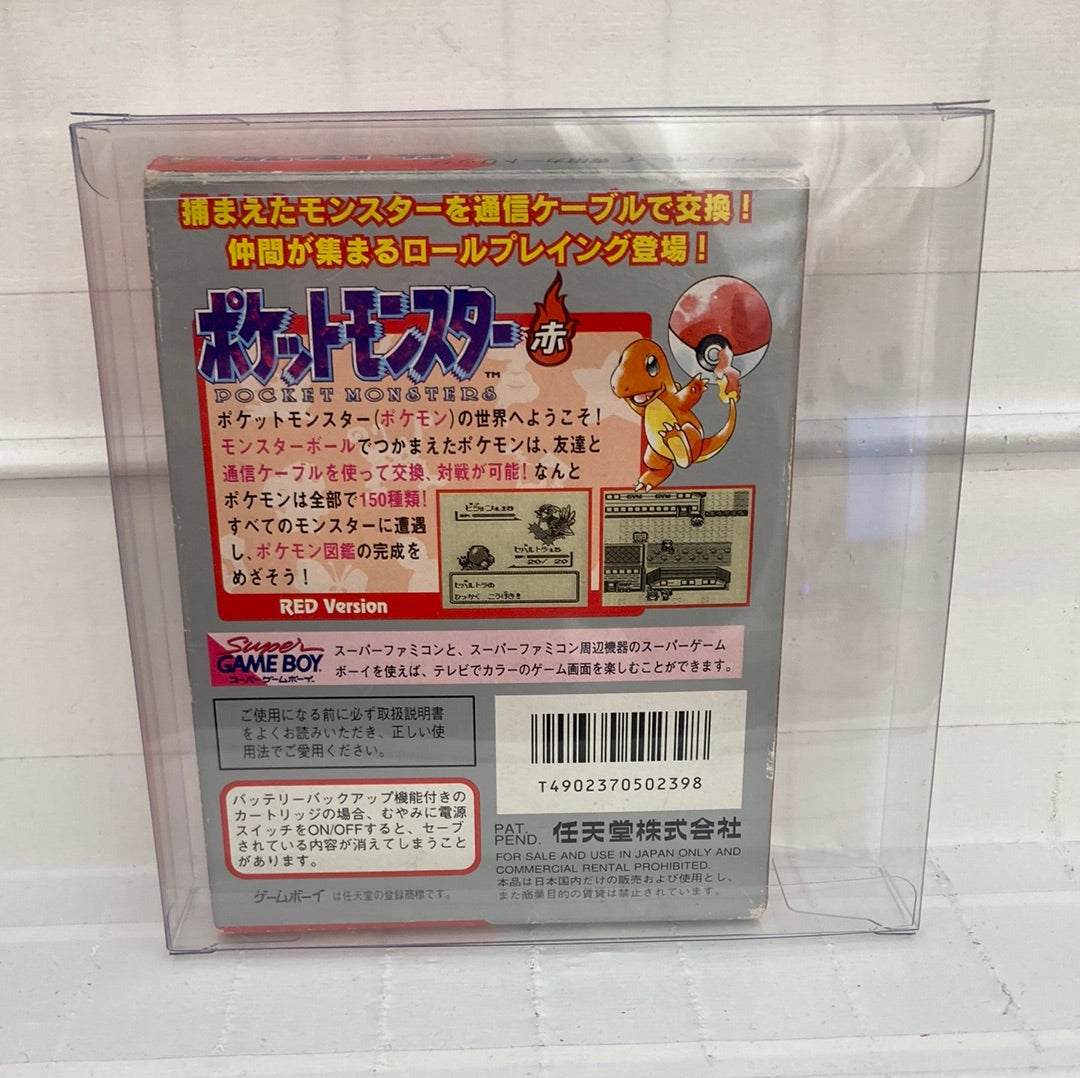 捕まえたモンスターを通信ケーブルで交換!
仲間が集まるロールプレイング登場!
ポケットモンスター
赤
TM
POCKET MONSTERS
ポケットモンスター(ポケモン)の世界へようこそ!
モンスターボールでつかまえたポケモンは、友達と
通信ケーブルを使って交換、対戦が可能! なんと
ポケモンは全部で150種類!
すべてのモンスターに遭遇
し、ポケモン図鑑の完成を
めざそう!
20/ 20
GYM
GYM
RED Version
Super
GAME BOY
スーパーゲームボーイ
スーパーファミコンと、スーパーファミコン周辺機器のスーパーゲーム
ボーイを使えば、テレビでカラーのゲーム画面を楽しむことができます。
ご使用になる前に必ず取扱説明書
をよくお読みいただき、正しい使
用法でご愛用ください。
T4902370502398
バッテリーバックアップ機能付きの
カートリッジの場合、むやみに電源
スイッチをON/OFFすると、セーブ
されている内容が消えてしまうこと
があります。
PAT.
PEND.
任天堂株式会社
FOR SALE AND USE IN JAPAN ONLY AND
COMMERCIAL RENTAL PROHIBITED.
本品は日本国内だけの販売および使用とし、
また商業目的の賃貸は禁止されています。
ゲームボーイ は任天堂の登録商標です。